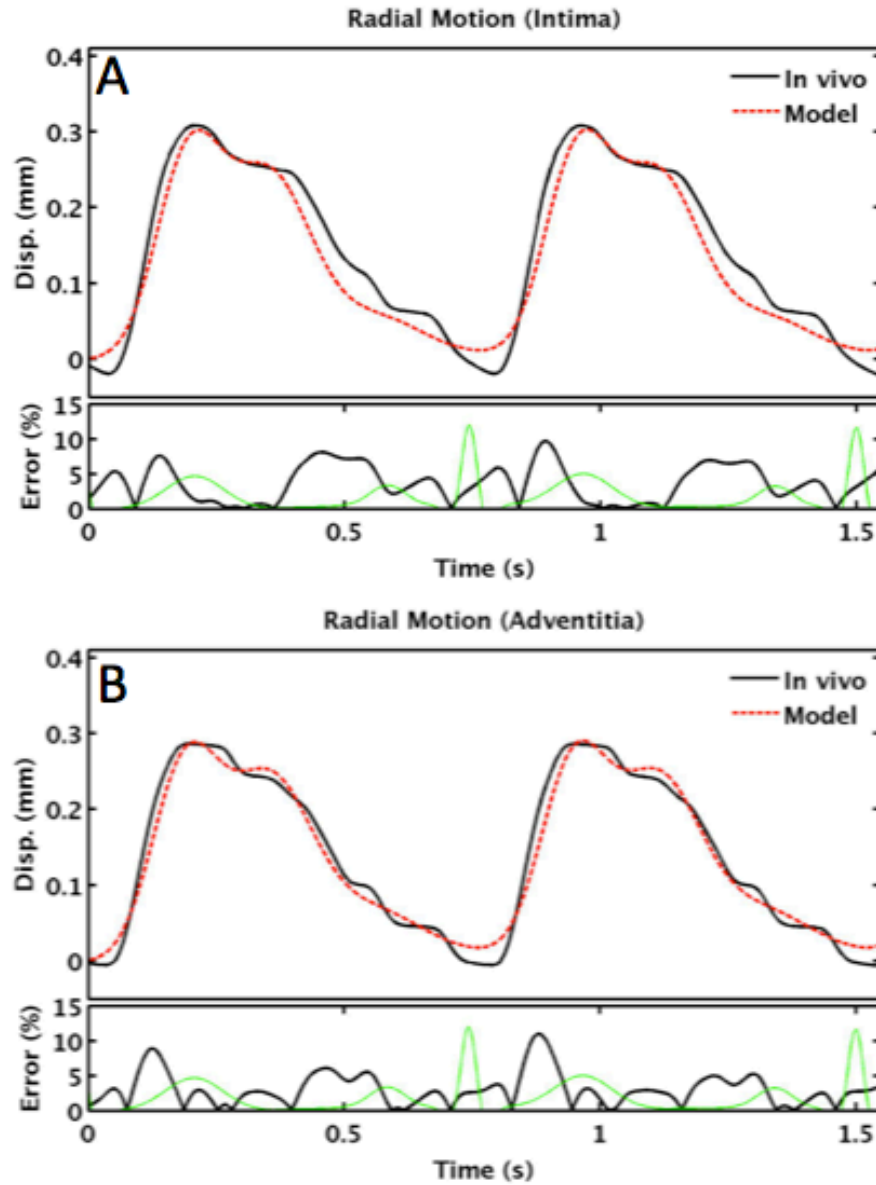 Radial Motion (Intima)
A
In vivo
Model
0.4
0.3
0.2
0.1
0
Disp. (mm)
15
10
5
0
Error (%)
0 0.5 1 1.5
Time (s)
Radial Motion (Adventitia)
B
In vivo
Model
0.4
0.3
0.2
0.1
0
Disp. (mm)
15
10
5
0
Error (%)
0 0.5 1 1.5
Time (s)